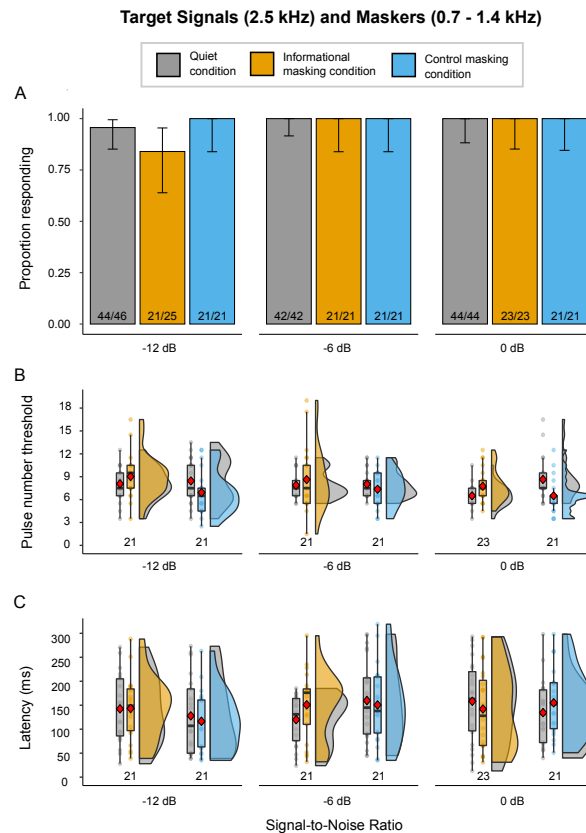 Target Signals (2.5 kHz) and Maskers (0.7 - 1.4 kHz)
Quiet condition
Informational masking condition
Control masking condition
A
Proportion responding
1.00
0.75
0.50
0.25
0.00
44/46 21/25 21/21
42/42 21/21 21/21
44/44 23/23 21/21
-12 dB
-6 dB
0 dB
B
Pulse number threshold
18
15
12
9
6
3
0
21 21
21 21
23 21
-12 dB
-6 dB
0 dB
C
Latency (ms)
300
250
200
150
100
50
0
21 21
21 21
23 21
-12 dB
-6 dB
0 dB
Signal-to-Noise Ratio